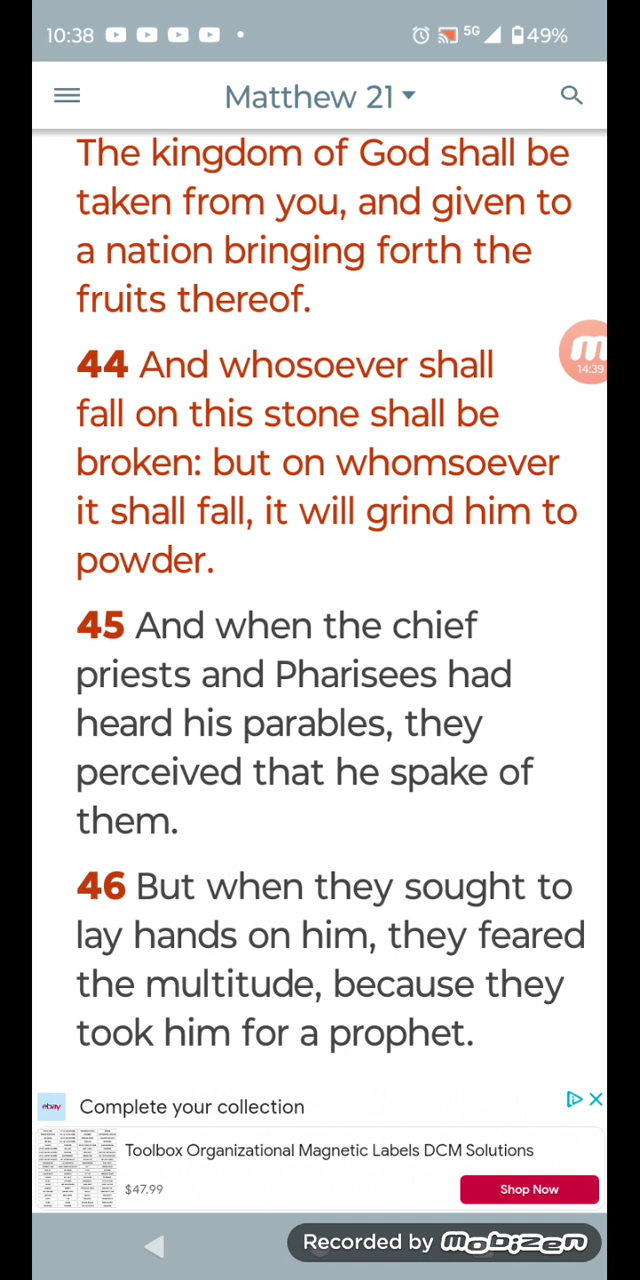 10:38
5G
49%
Matthew 21
The kingdom of God shall be
taken from you, and given to
a nation bringing forth the
fruits thereof.
44 And whosoever shall
fall on this stone shall be
broken: but on whomsoever
it shall fall, it will grind him to
powder.
14:39
45 And when the chief
priests and Pharisees had
heard his parables, they
perceived that he spake of
them.
46 But when they sought to
lay hands on him, they feared
the multitude, because they
took him for a prophet.
ebay
Complete your collection
Toolbox Organizational Magnetic Labels DCM Solutions
$47.99
Shop Now
Recorded by mobizen